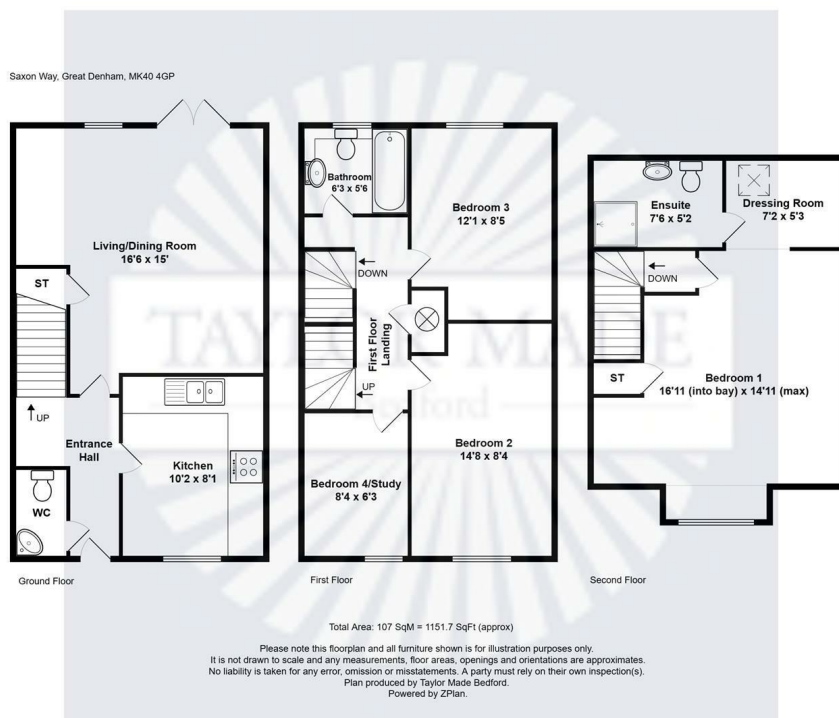 Saxon Way, Great Denham, MK40 4GP
Living/Dining Room
16'6 x 15'
ST
UP
Entrance
Hall
Kitchen
10'2 x 8'1
WC
Ground Floor
Bathroom
6'3 x 5'6
Bedroom 3
12'1 x 8'5
DOWN
First Floor
Landing
UP
Bedroom 2
14'8 x 8'4
Bedroom 4/Study
8'4 x 6'3
First Floor
Ensuite
7'6 x 5'2
Dressing Room
7'2 x 5'3
DOWN
ST
Bedroom 1
16'11 (into bay) x 14'11 (max)
Second Floor
TAYLOR MADE
Bedford
Total Area: 107 SqM = 1151.7 SqFt (approx)
Please note this floorplan and all furniture shown is for illustration purposes only.
It is not drawn to scale and any measurements, floor areas, openings and orientations are approximates.
No liability is taken for any error, omission or misstatements. A party must rely on their own inspection(s).
Plan produced by Taylor Made Bedford.
Powered by ZPlan.